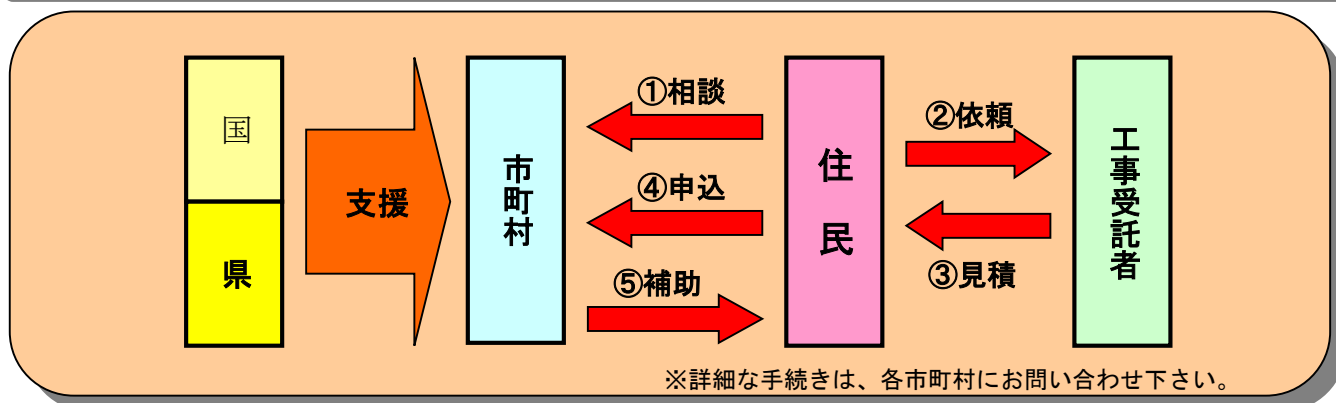 国
県
支援
市町村
①相談
④申込
⑤補助
住民
②依頼
③見積
工事受託者
※詳細な手続きは、各市町村にお問い合わせ下さい。